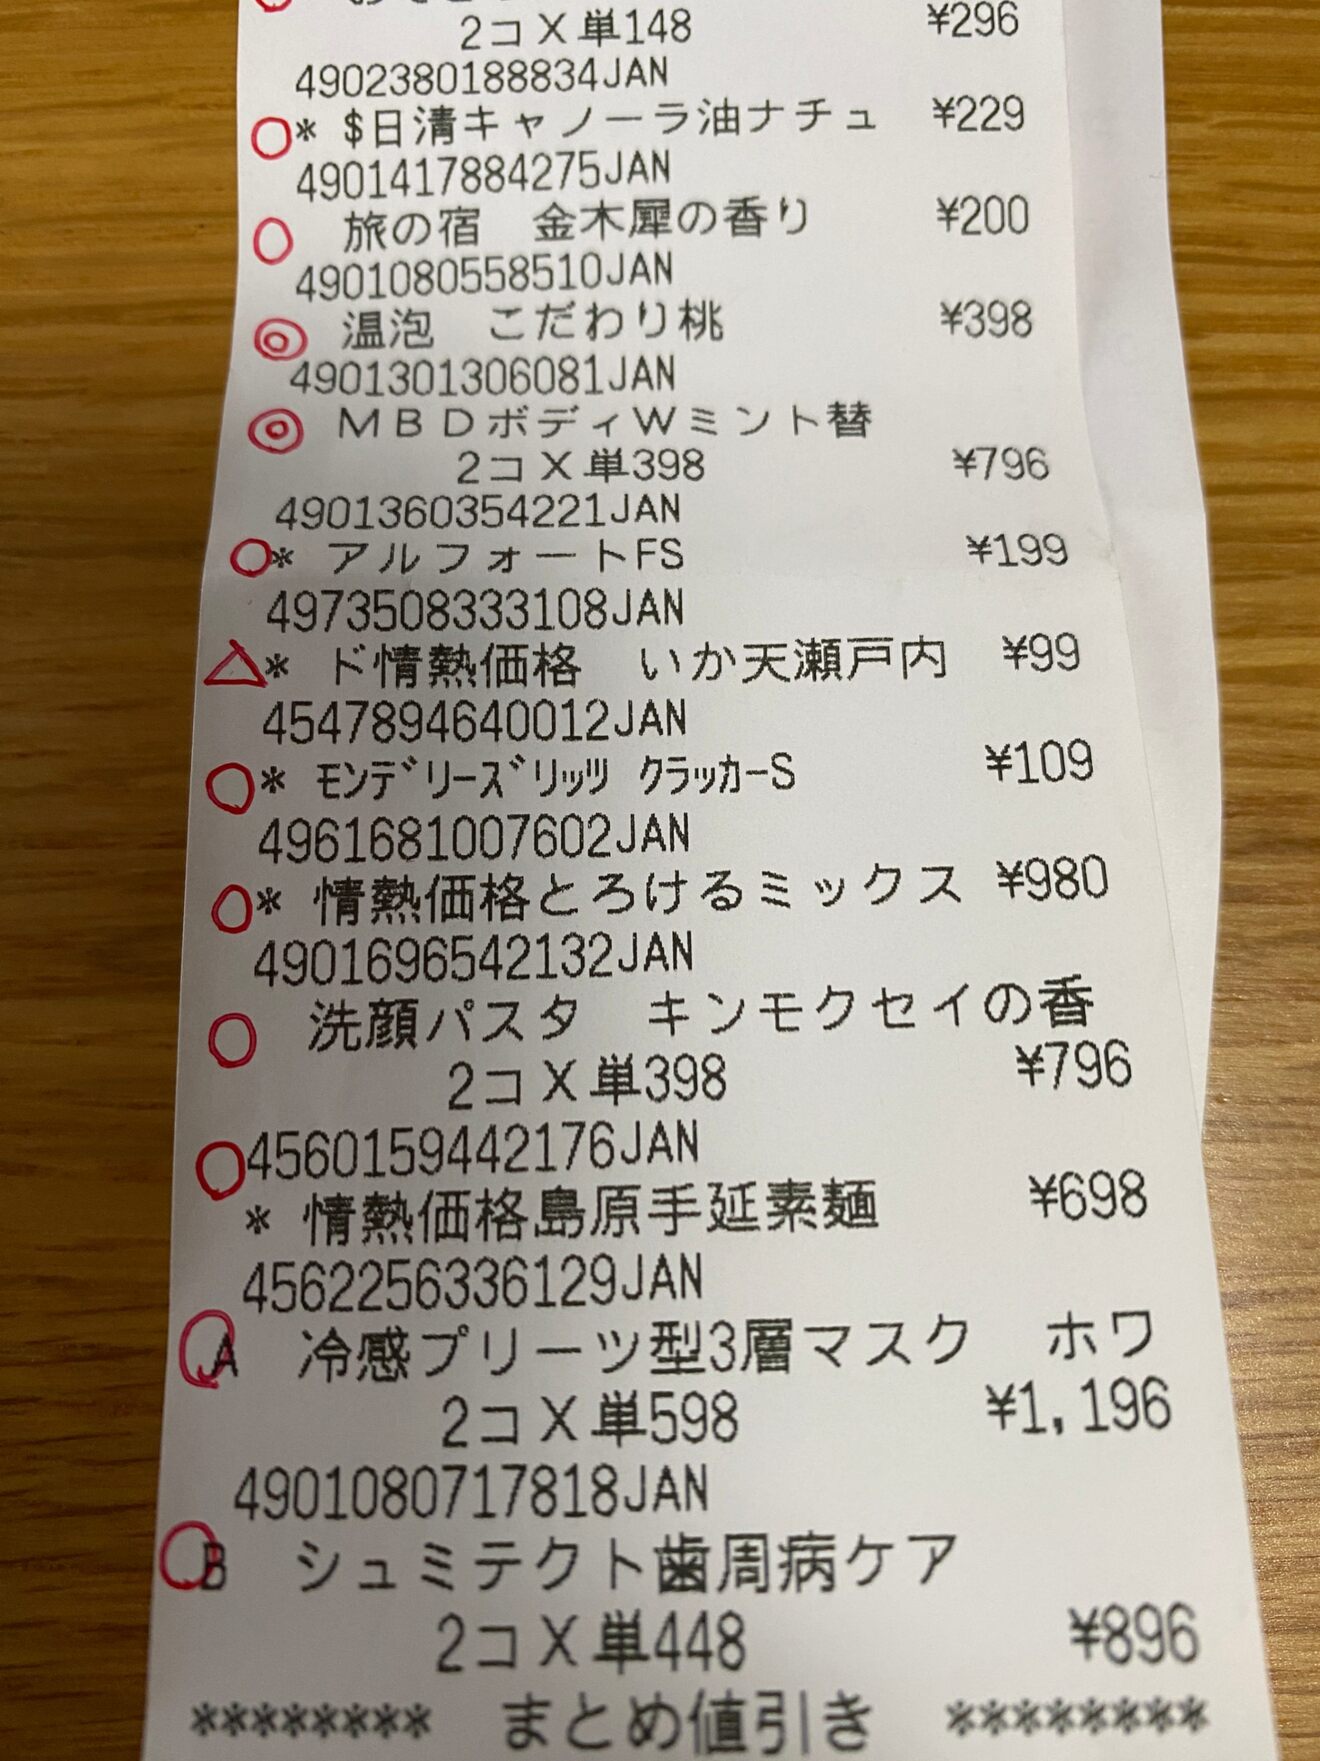 2コX単148 ¥296
4902380188834JAN
* $日清キャノーラ油ナチュ ¥229
4901417884275JAN
旅の宿 金木犀の香り ¥200
4901080558510JAN
温泡 こだわり桃 ¥398
4901301306081JAN
MBDボディWミント替
2コX単398 ¥796
4901360354221JAN
* アルフォートFS ¥199
4973508333108JAN
* ド情熱価格 いか天瀬戸内 ¥99
4547894640012JAN
* モンデリーズリッツ クラッカーS ¥109
4961681007602JAN
* 情熱価格とろけるミックス ¥980
4901696542132JAN
洗顔パスタ キンモクセイの香
2コX単398 ¥796
4560159442176JAN
* 情熱価格島原手延素麺 ¥698
4562256336129JAN
A 冷感プリーツ型3層マスク ホワ
2コX単598 ¥1,196
4901080717818JAN
B シュミテクト歯周病ケア
2コX単448 ¥896
******** まとめ値引き ********